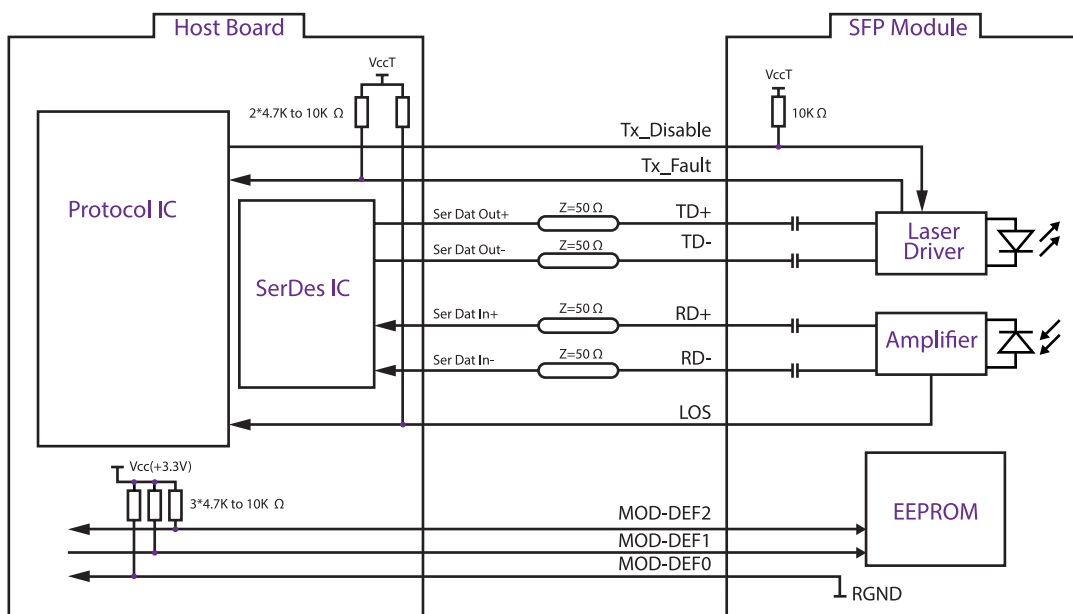 Host Board
SFP Module
VccT
VccT
2*4.7K to 10K Ω
10K Ω
Tx_Disable
Tx_Fault
Protocol IC
Ser Dat Out+
Z=50 Ω
TD+
Laser
Driver
Ser Dat Out-
Z=50 Ω
TD-
SerDes IC
Ser Dat In+
Z=50 Ω
RD+
Amplifier
Ser Dat In-
Z=50 Ω
RD-
LOS
Vcc(+3.3V)
3*4.7K to 10K Ω
MOD-DEF2
EEPROM
MOD-DEF1
MOD-DEF0
RGND